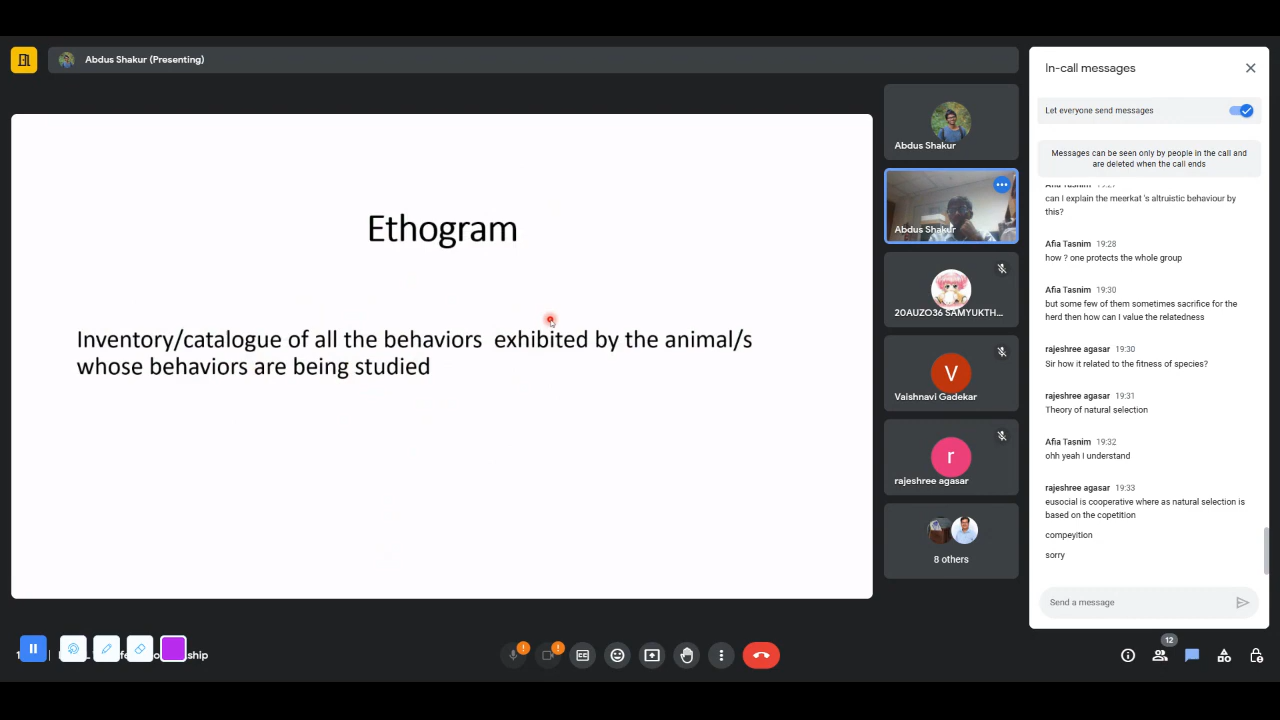 Abdus Shakur (Presenting)
Ethogram
Inventory/catalogue of all the behaviors exhibited by the animal/s
whose behaviors are being studied
Abdus Shakur
Abdus Shakur
20AUZO36 SAMYUKTH...
V
Vaishnavi Gadekar
r
rajeshree agasar
8 others
In-call messages
Let everyone send messages
Messages can be seen only by people in the call and
are deleted when the call ends
Afia Tasnim 19:27
can I explain the meerkat 's altruistic behaviour by
this?
Afia Tasnim 19:28
how ? one protects the whole group
Afia Tasnim 19:30
but some few of them sometimes sacrifice for the
herd then how can I value the relatedness
rajeshree agasar 19:30
Sir how it related to the fitness of species?
rajeshree agasar 19:31
Theory of natural selection
Afia Tasnim 19:32
ohh yeah I understand
rajeshree agasar 19:33
eusocial is cooperative where as natural selection is
based on the copetition
compeyition
sorry
Send a message
12